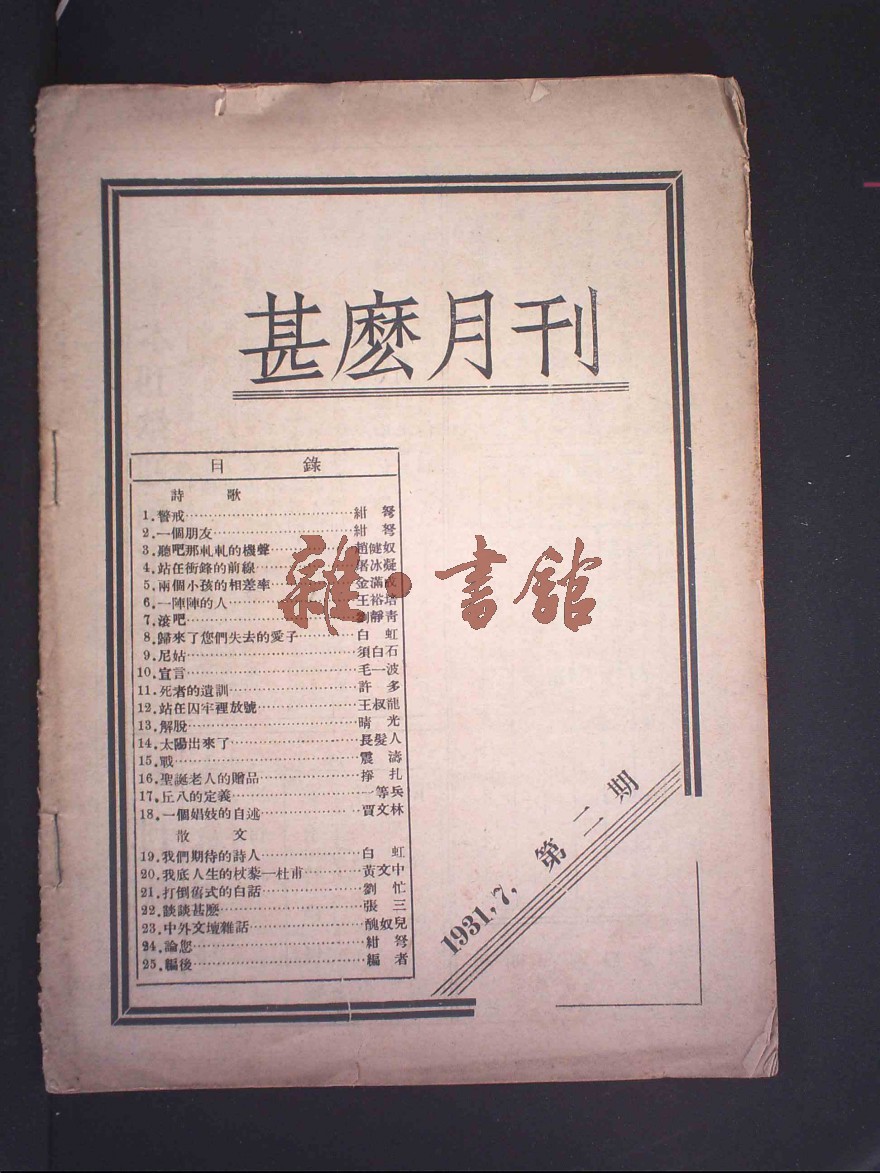 甚麽月刊
目錄
詩歌
1.警戒………紺弩
2.一個朋友………紺弩
3.聽吧那軋軋的機聲………趙健奴
4.站在衝鋒的前線………屠冰凝
5.兩個小孩的相差率………金滿成
6.一陣陣的人………王裕培
7.滾吧………劉靜青
8.歸來了您們失去的愛子………白虹
9.尼姑………須白石
10.宣言………毛一波
11.死者的遺訓………許多
12.站在囚牢裡放號………王叔龍
13.解脫………晴光
14.太陽出來了………長髮人
15.戰………震濤
16.聖誕老人的贈品………掙扎
17.丘八的定義………一等兵
18.一個娼妓的自述………賈文林
散文
19.我們期待的詩人………白虹
20.我底人生的杖藜—杜甫………黃文中
21.打倒舊式的白話………劉忙
22.談談甚麽………張三
23.中外文壇雜話………醜奴兒
24.論您………紺弩
25.編後………編者
雜·書館
1931,7,第二期